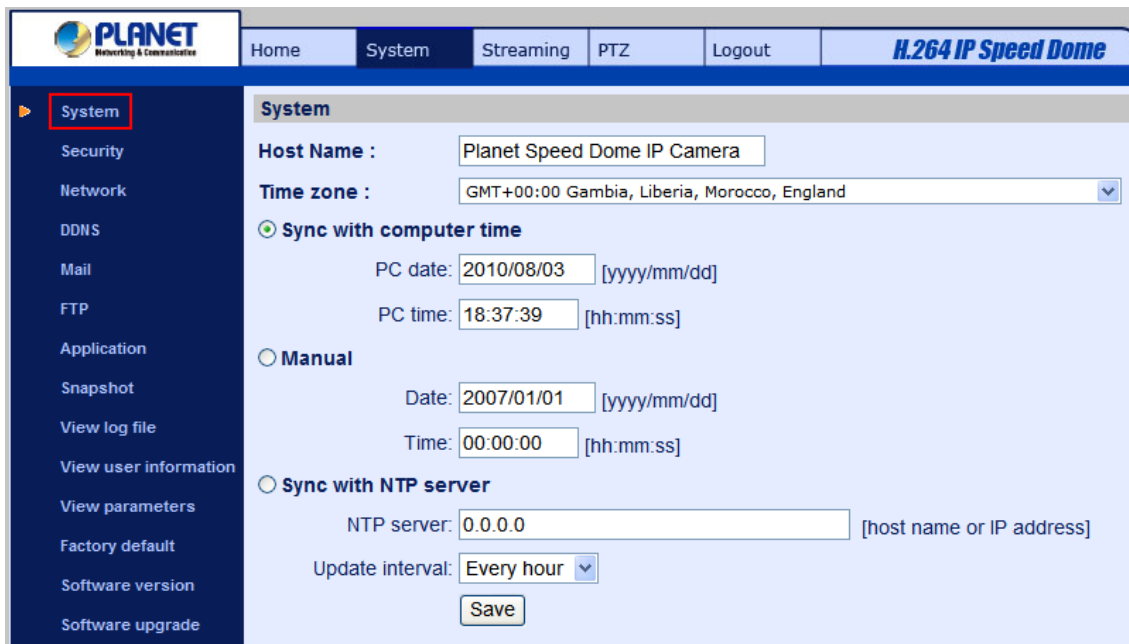 PLANET
Networking & Communication
Home
System
Streaming
PTZ
Logout
H.264 IP Speed Dome
System
Security
Network
DDNS
Mail
FTP
Application
Snapshot
View log file
View user information
View parameters
Factory default
Software version
Software upgrade
System
Host Name : Planet Speed Dome IP Camera
Time zone : GMT+00:00 Gambia, Liberia, Morocco, England
Sync with computer time
PC date: 2010/08/03 [yyyy/mm/dd]
PC time: 18:37:39 [hh:mm:ss]
Manual
Date: 2007/01/01 [yyyy/mm/dd]
Time: 00:00:00 [hh:mm:ss]
Sync with NTP server
NTP server: 0.0.0.0 [host name or IP address]
Update interval: Every hour
Save